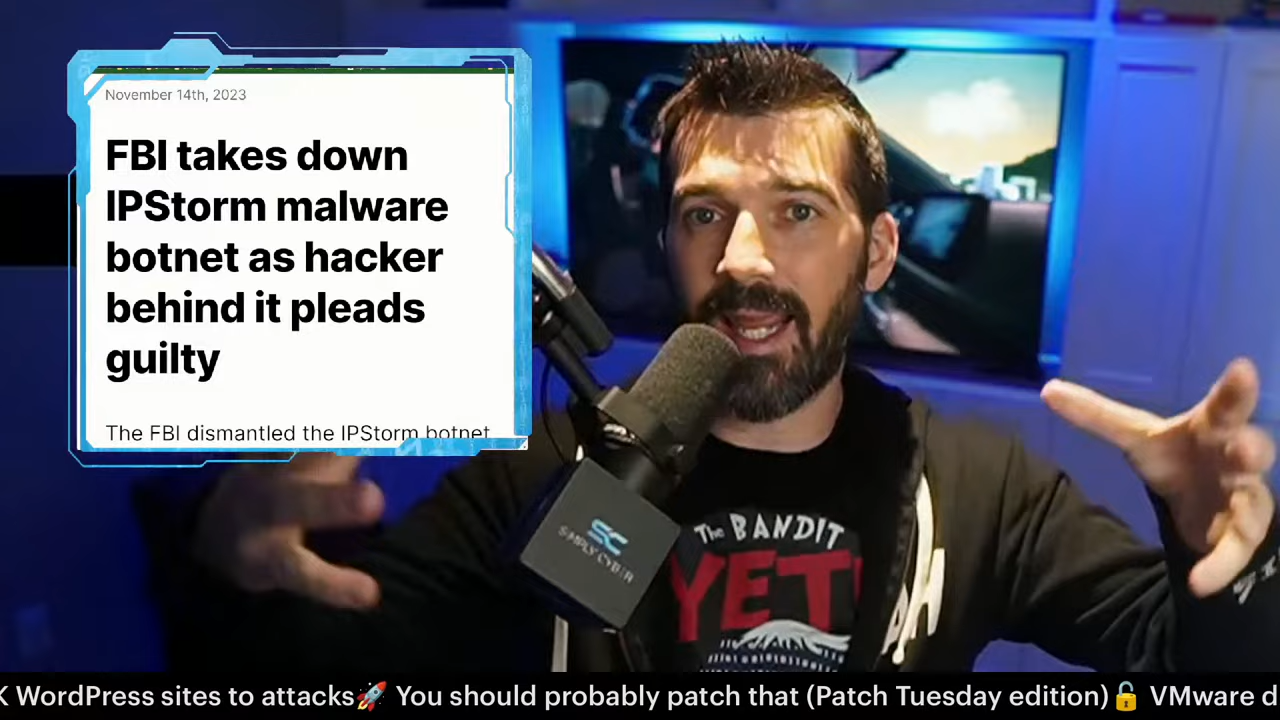 November 14th, 2023
FBI takes down
IPStorm malware
botnet as hacker
behind it pleads
guilty
The FBI dismantled the IPStorm botnet
SC
SIMPLY CYBER
The BANDIT
YETI
K WordPress sites to attacks🚀 You should probably patch that (Patch Tuesday edition)🔓 VMware d